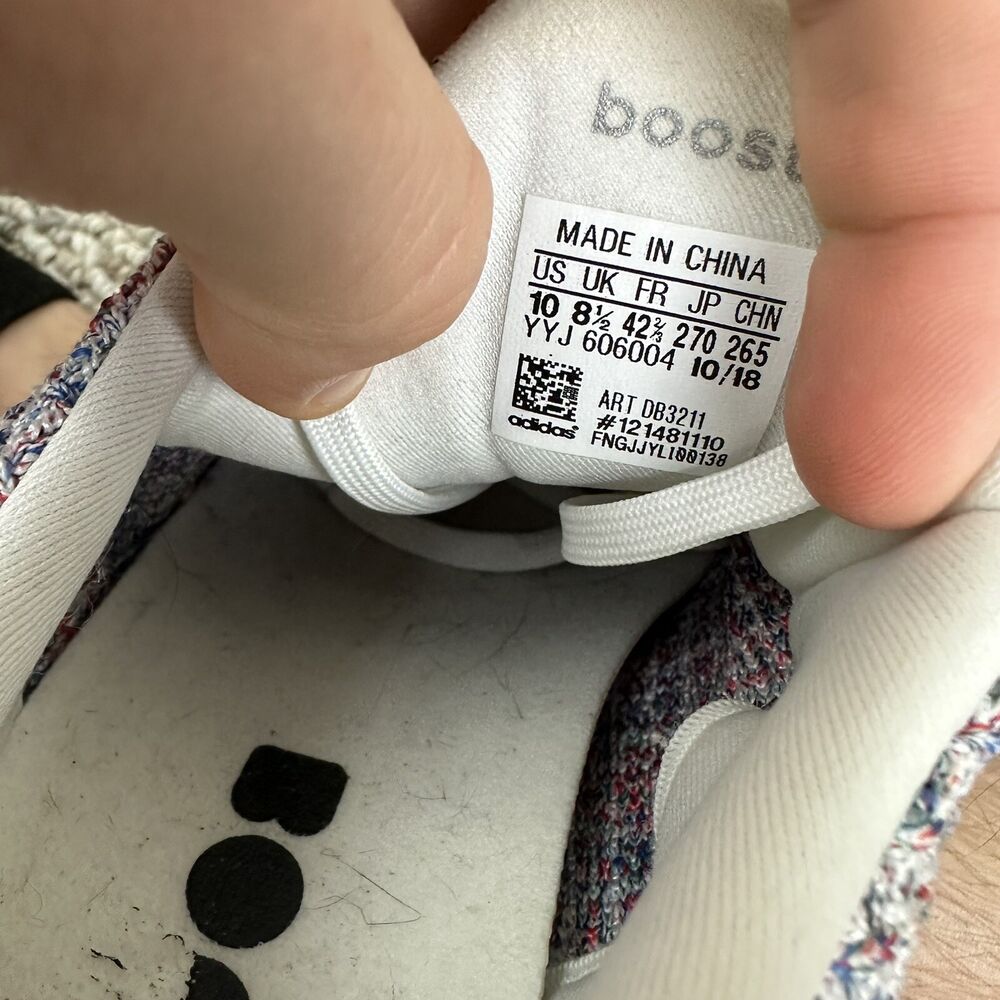 boost
MADE IN CHINA
US UK FR JP CHN
10 8½ 42⅔ 270 265
YYJ 606004 10/18
ART DB3211
#121481110
adidas
FNGJJYLI00138